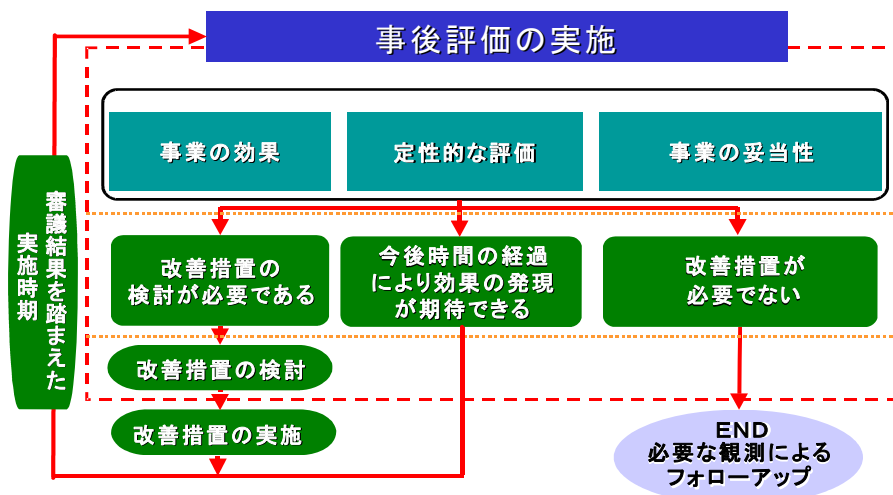 事後評価の実施
事業の効果
定性的な評価
事業の妥当性
審議結果を踏まえた
実施時期
改善措置の
検討が必要である
今後時間の経過
により効果の発現
が期待できる
改善措置が
必要でない
改善措置の検討
改善措置の実施
END
必要な観測による
フォローアップ